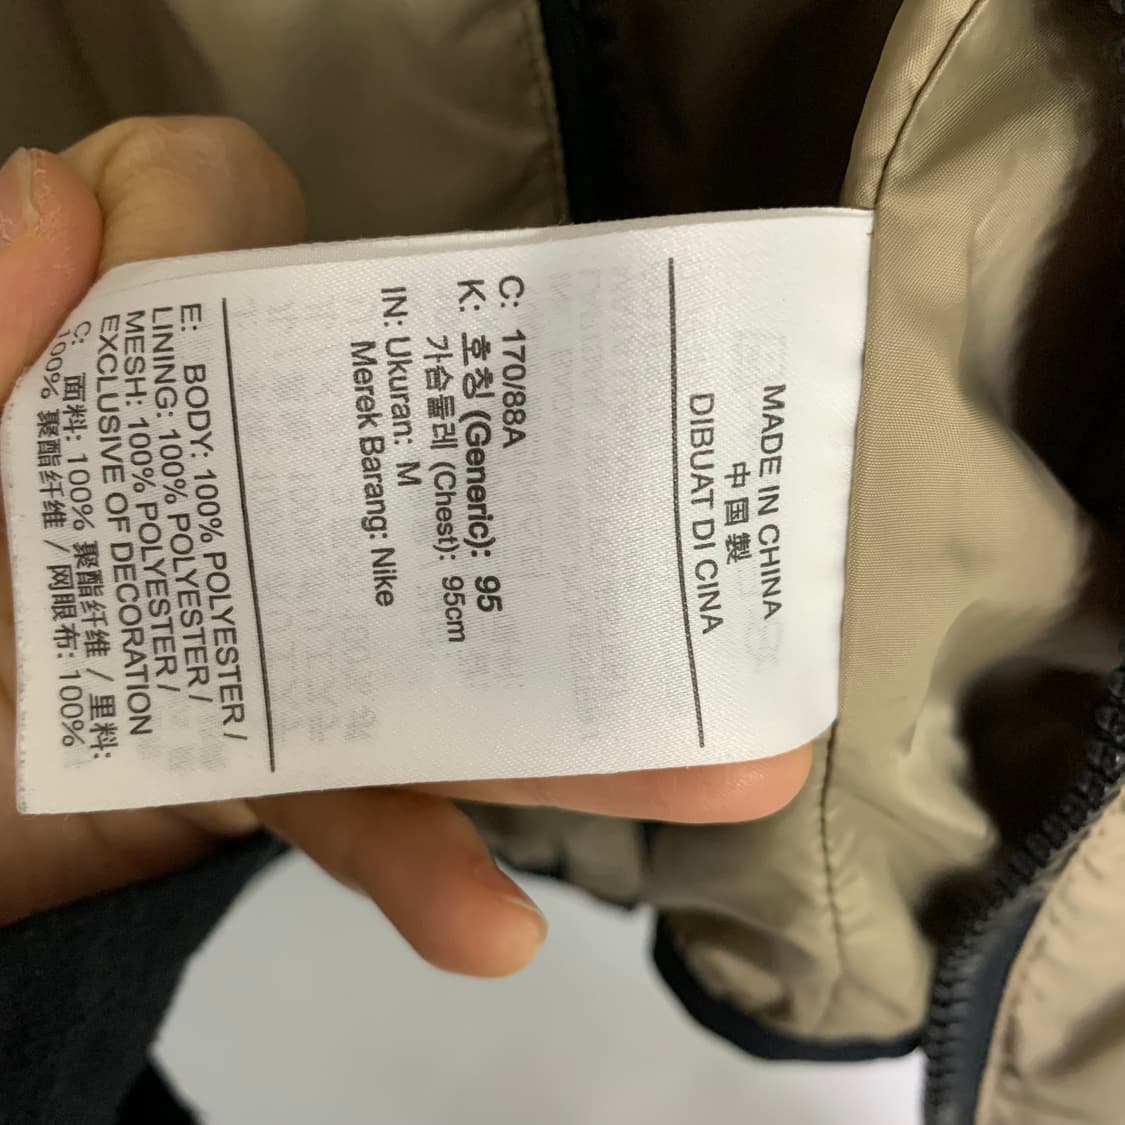 MADE IN CHINA
中国製
DIBUAT DI CINA
C: 170/88A
K: 호칭 (Generic): 95
가슴둘레 (Chest): 95cm
IN: Ukuran: M
Merek Barang: Nike
E: BODY: 100% POLYESTER /
LINING: 100% POLYESTER /
MESH: 100% POLYESTER /
EXCLUSIVE OF DECORATION
C: 面料: 100% 聚酯纤维 / 里料:
100% 聚酯纤维 / 网眼布: 100%